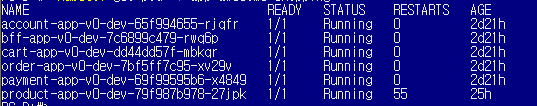 NAME READY STATUS RESTARTS AGE
account-app-v0-dev-65f994655-rjqfr 1/1 Running 0 2d21h
bff-app-v0-dev-7c6899c479-rwq6p 1/1 Running 0 2d21h
cart-app-v0-dev-dd44dd57f-mbkqr 1/1 Running 0 2d21h
order-app-v0-dev-7bf5ff7c95-xv29v 1/1 Running 0 2d21h
payment-app-v0-dev-69f99595b6-x4849 1/1 Running 0 2d21h
product-app-v0-dev-79f987b978-27jpk 1/1 Running 55 25h